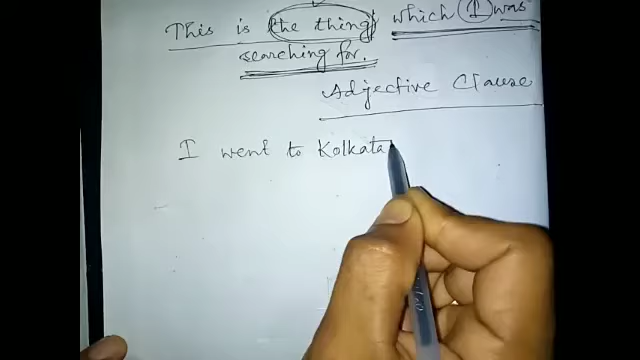 This is the thing which I was
searching for.
Adjective Clause
I went to Kolkata